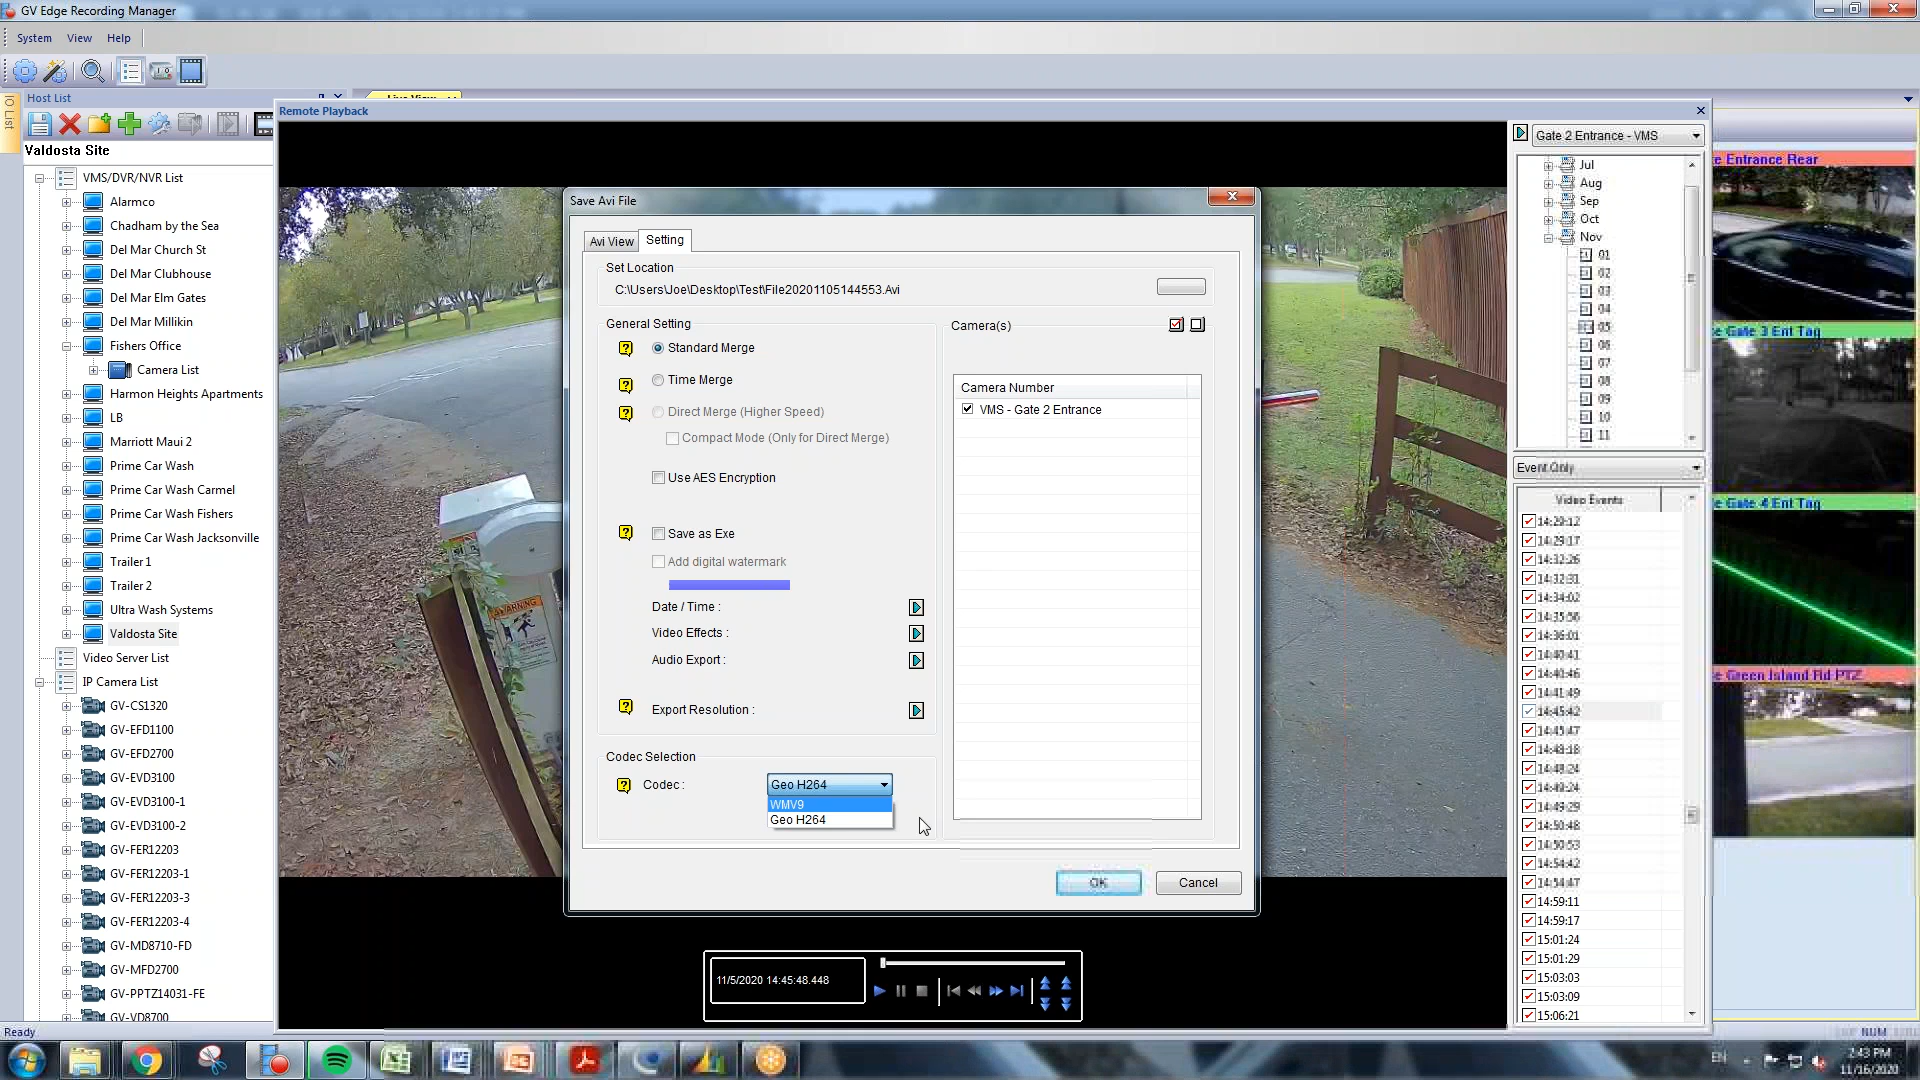 GV Edge Recording Manager
System View Help
IO List
Host List
Valdosta Site
VMS/DVR/NVR List
Alarmco
Chadham by the Sea
Del Mar Church St
Del Mar Clubhouse
Del Mar Elm Gates
Del Mar Millikin
Fishers Office
Camera List
Harmon Heights Apartments
LB
Marriott Maui 2
Prime Car Wash
Prime Car Wash Carmel
Prime Car Wash Fishers
Prime Car Wash Jacksonville
Trailer 1
Trailer 2
Ultra Wash Systems
Valdosta Site
Video Server List
IP Camera List
GV-CS1320
GV-EFD1100
GV-EFD2700
GV-EVD3100
GV-EVD3100-1
GV-EVD3100-2
GV-FER12203
GV-FER12203-1
GV-FER12203-3
GV-FER12203-4
GV-MD8710-FD
GV-MFD2700
GV-PPTZ14031-FE
GV-VD8700
Ready
Live View
Remote Playback
WARNING
Save Avi File
Avi View
Setting
Set Location
C:\Users\Joe\Desktop\Test\File20201105144553.Avi
General Setting
Standard Merge
Time Merge
Direct Merge (Higher Speed)
Compact Mode (Only for Direct Merge)
Use AES Encryption
Save as Exe
Add digital watermark
Date / Time :
Video Effects :
Audio Export :
Export Resolution :
Codec Selection
Codec :
Geo H264
WMV9
Geo H264
Camera(s)
Camera Number
VMS - Gate 2 Entrance
OK
Cancel
11/5/2020 14:45:48.448
Gate 2 Entrance - VMS
Jul
Aug
Sep
Oct
Nov
01
02
03
04
05
06
07
08
09
10
11
Event Only
Video Events
14:29:12
14:29:17
14:32:26
14:32:31
14:34:02
14:35:56
14:36:01
14:40:41
14:40:46
14:41:49
14:45:42
14:45:47
14:48:18
14:48:24
14:49:24
14:49:29
14:50:48
14:50:53
14:54:42
14:54:47
14:59:11
14:59:17
15:01:24
15:01:29
15:03:03
15:03:09
15:06:21
e Entrance Rear
e Gate 3 Ent Tag
e Gate 4 Ent Tag
e Green Island Rd PTZ
NUM
EN
2:43 PM
11/16/2020